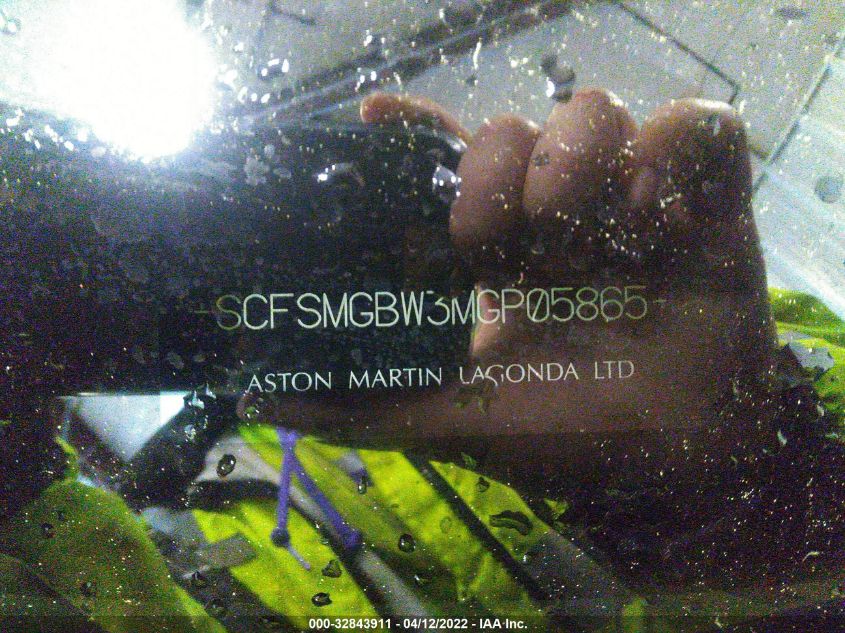 -SCFSMGBW3MGP05865-
ASTON MARTIN LAGONDA LTD
000-32843911 - 04/12/2022 - IAA Inc.